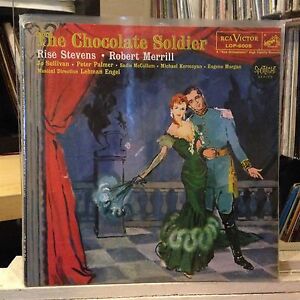 The Chocolate Soldier
RCA VICTOR
LOP-6005
Rise Stevens • Robert Merrill
Jo Sullivan • Peter Palmer • Sadie McCollum • Michael Kermoyan • Eugene Morgan
Musical Direction Lehman Engel